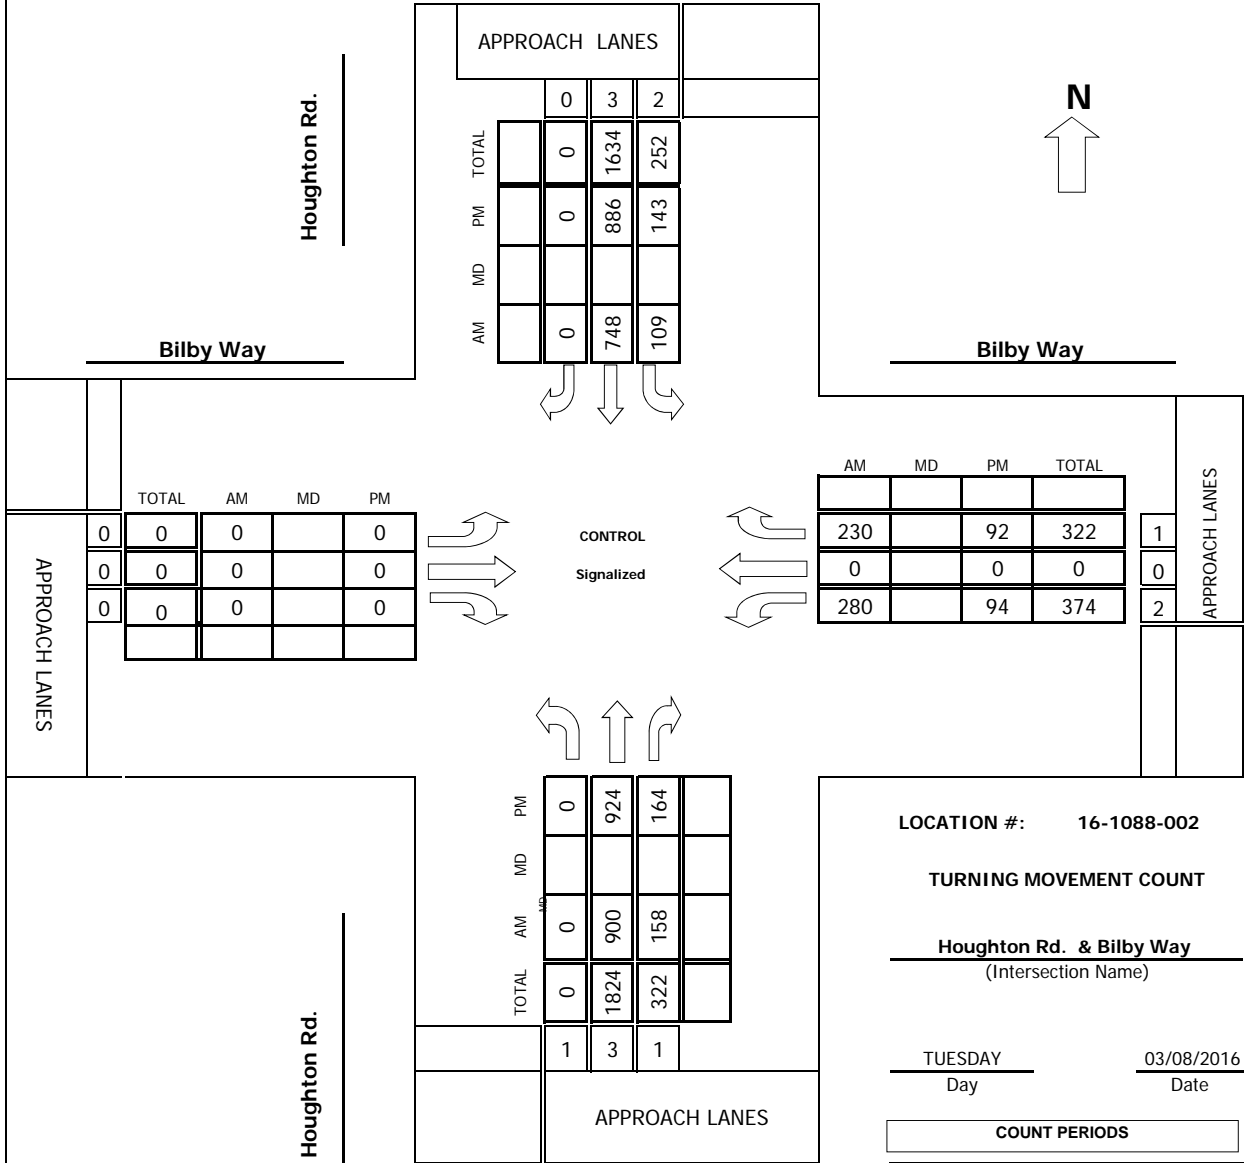 APPROACH LANES
0 3 2
TOTAL 0 1634 252
PM 0 886 143
MD
AM 0 748 109
Houghton Rd.
N
Bilby Way
Bilby Way
TOTAL AM MD PM
0 0 0 0
0 0 0 0
0 0 0 0
APPROACH LANES
CONTROL
Signalized
AM MD PM TOTAL
230 92 322 1
0 0 0 0
280 94 374 2
APPROACH LANES
PM 0 924 164
MD
MD
AM 0 900 158
TOTAL 0 1824 322
1 3 1
APPROACH LANES
Houghton Rd.
LOCATION #: 16-1088-002
TURNING MOVEMENT COUNT
Houghton Rd. & Bilby Way
(Intersection Name)
TUESDAY 03/08/2016
Day Date
COUNT PERIODS